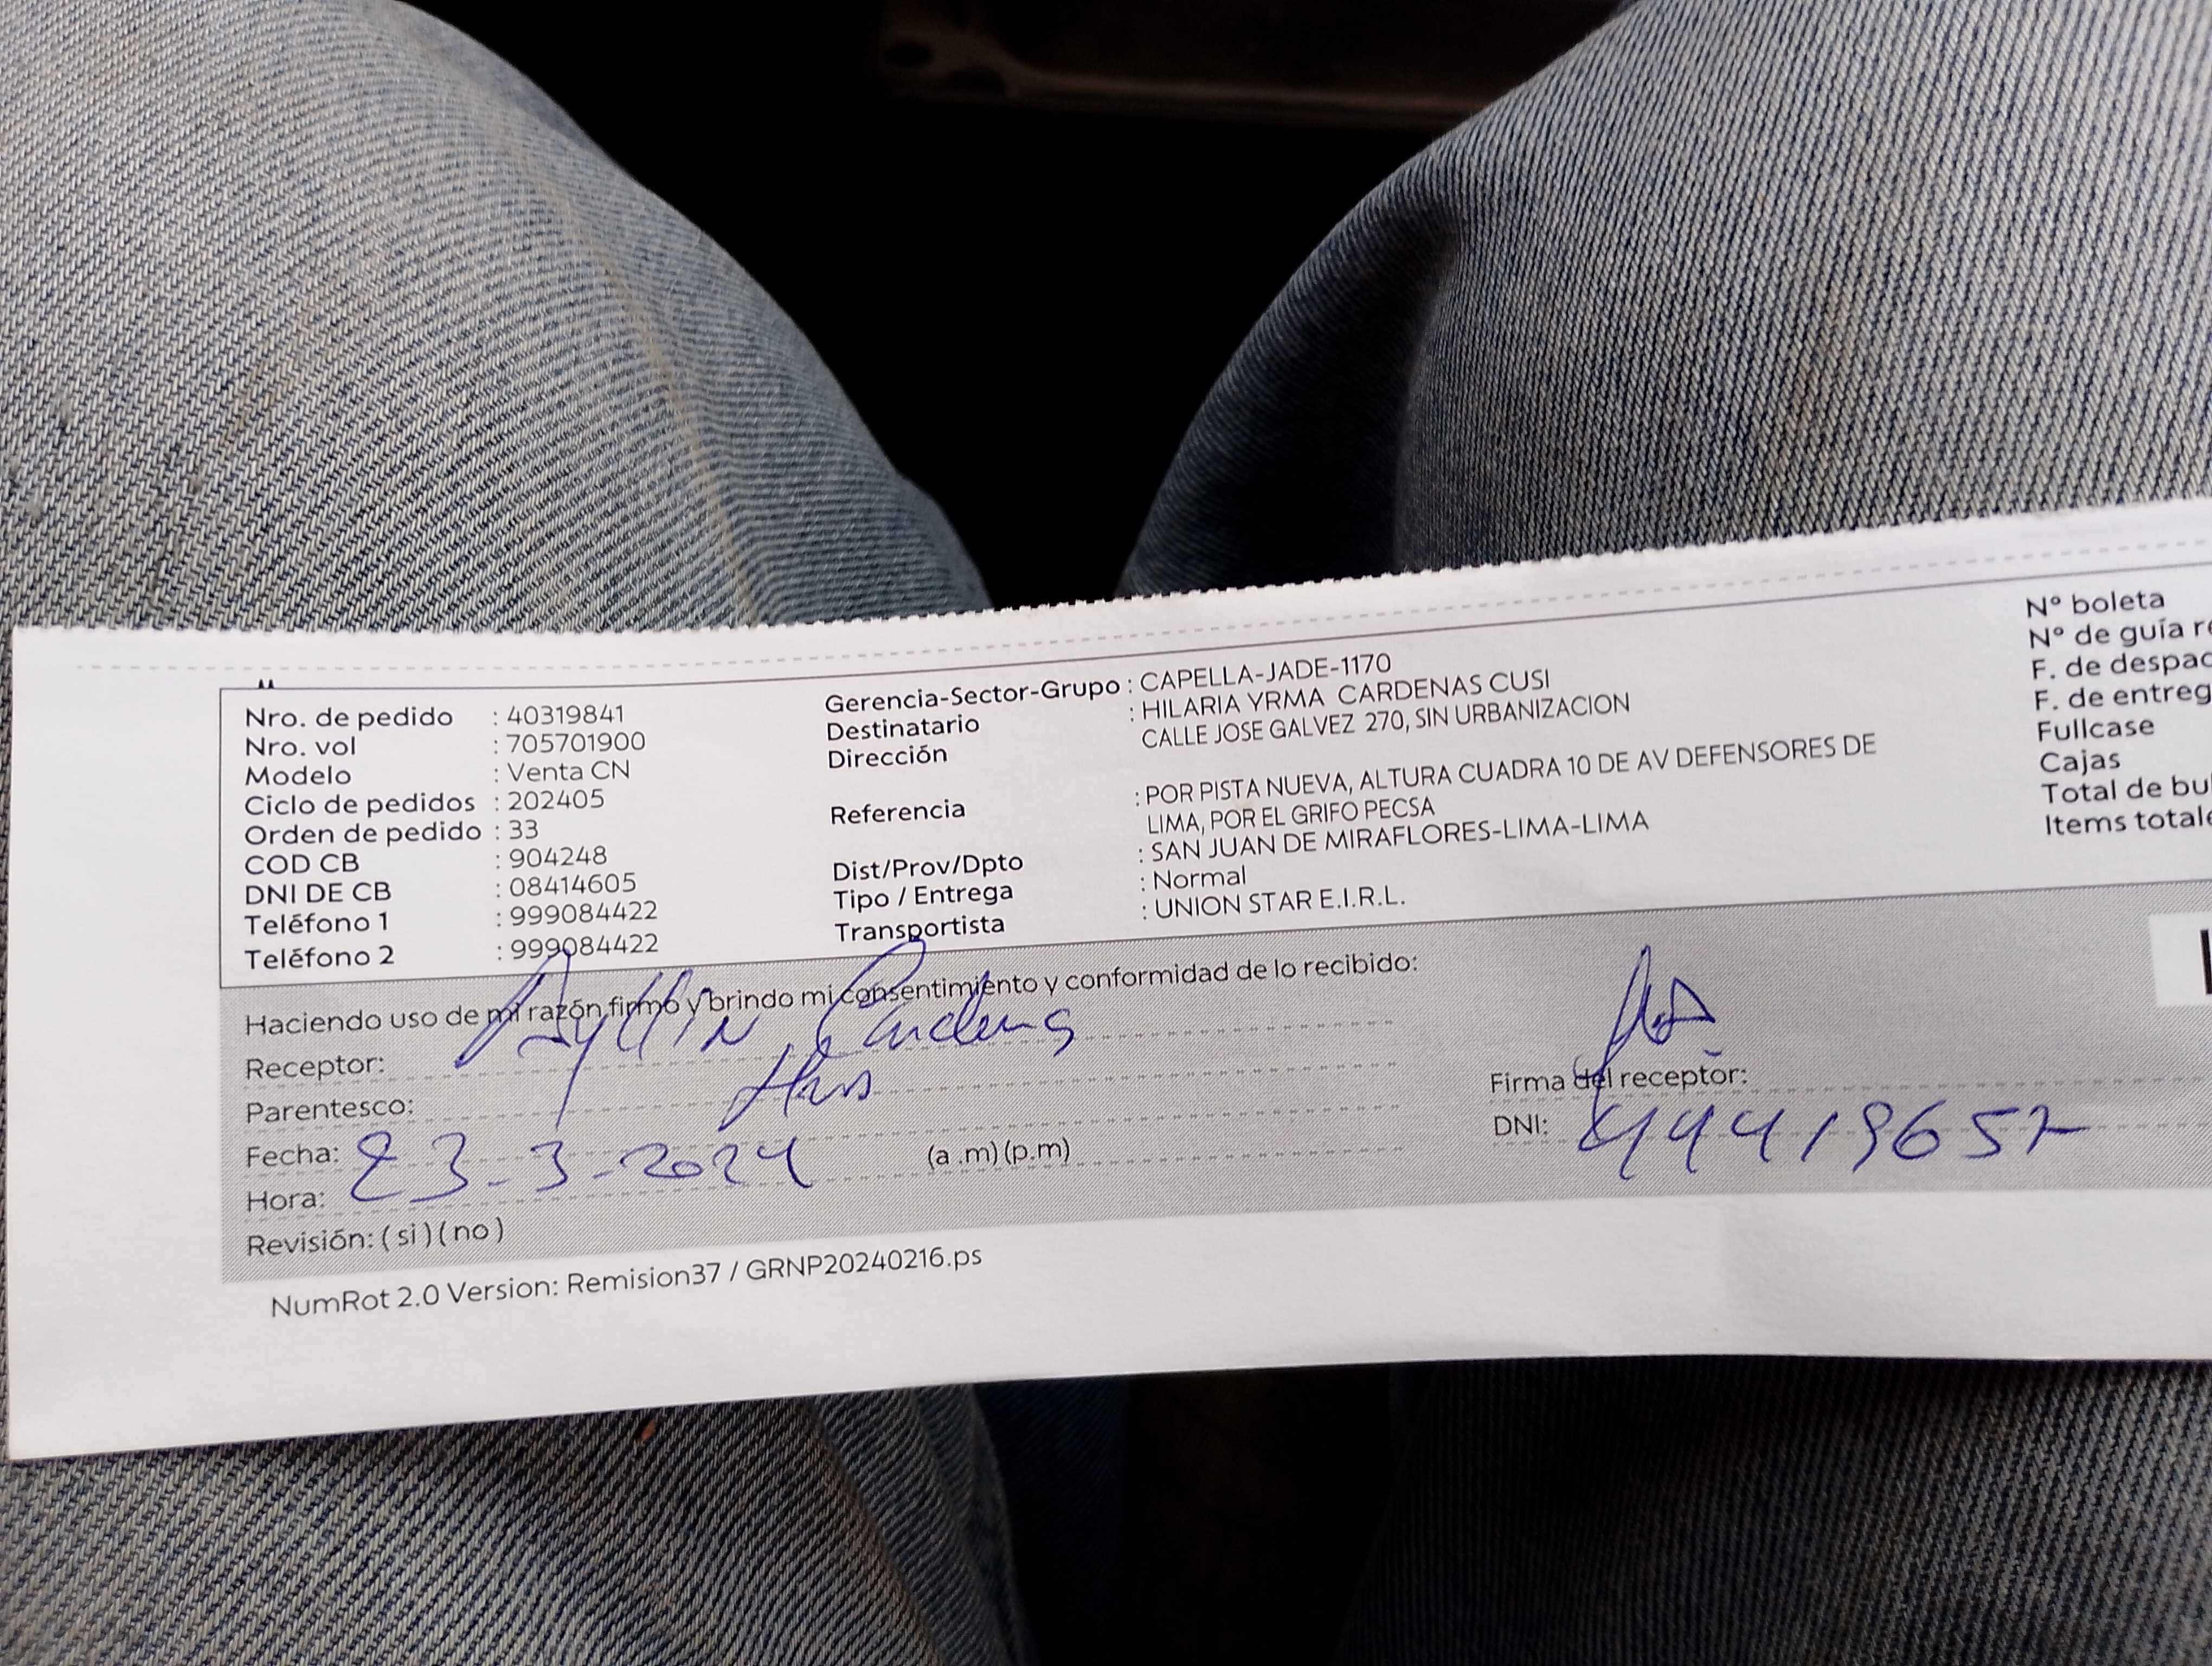 Nro. de pedido : 40319841
Nro. vol : 705701900
Modelo : Venta CN
Ciclo de pedidos : 202405
Orden de pedido : 33
COD CB : 904248
DNI DE CB : 08414605
Teléfono 1 : 999084422
Teléfono 2 : 999084422
Gerencia-Sector-Grupo : CAPELLA-JADE-1170
Destinatario : HILARIA YRMA CARDENAS CUSI
Dirección CALLE JOSE GALVEZ 270, SIN URBANIZACION
Referencia : POR PISTA NUEVA, ALTURA CUADRA 10 DE AV DEFENSORES DE
LIMA, POR EL GRIFO PECSA
Dist/Prov/Dpto : SAN JUAN DE MIRAFLORES-LIMA-LIMA
Tipo / Entrega : Normal
Transportista : UNION STAR E.I.R.L.
Nº boleta
Nº de guía
F. de
F. de
Fullcase
Cajas
Total de
Items
Haciendo uso de mi razón firmo y brindo mi consentimiento y conformidad de lo recibido:
Receptor:
Parentesco:
Fecha: 23-3-2024
Hora: (a .m) (p.m)
Revisión: ( si ) ( no )
Firma del receptor:
DNI: 44419657
NumRot 2.0 Version: Remision37 / GRNP20240216.ps